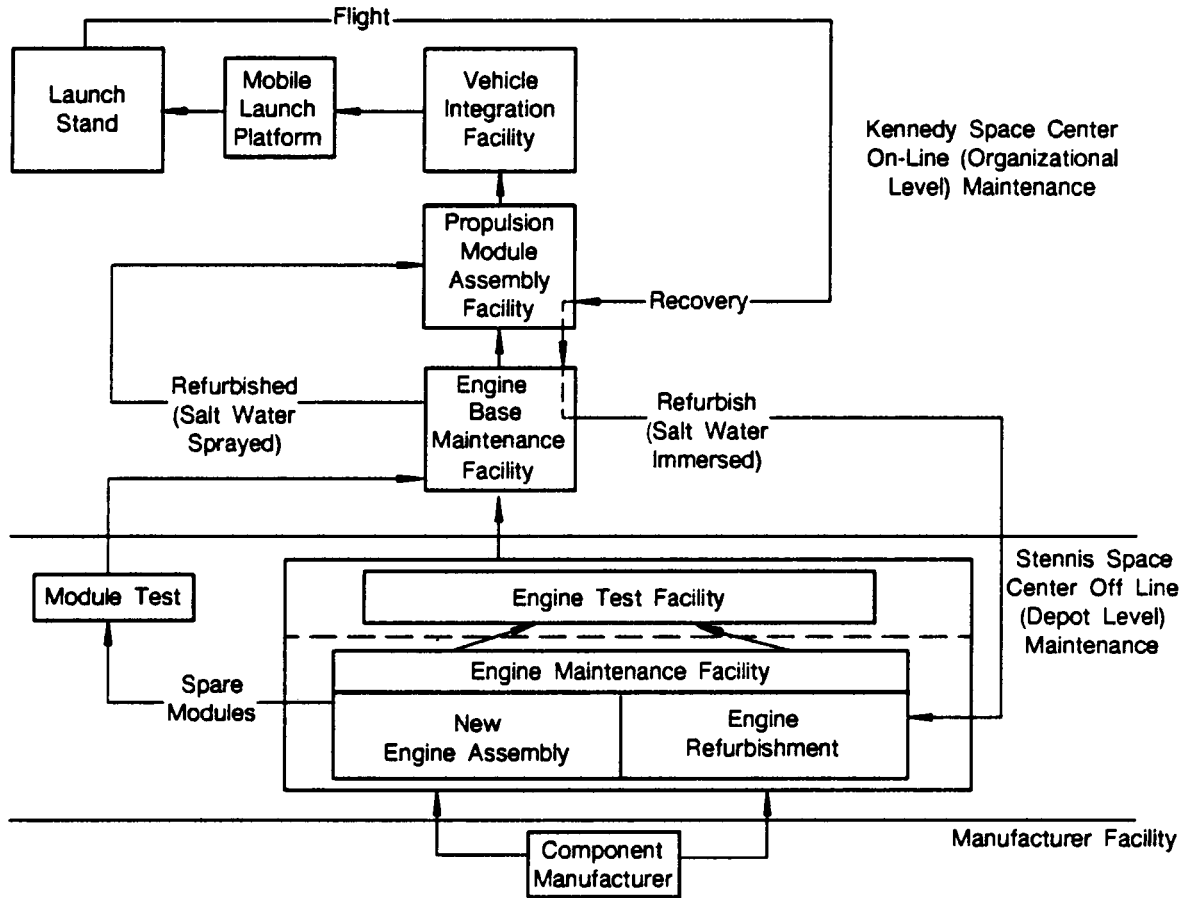 Flight
Launch
Stand
Mobile
Launch
Platform
Vehicle
Integration
Facility
Kennedy Space Center
On-Line (Organizational
Level) Maintenance
Propulsion
Module
Assembly
Facility
Recovery
Refurbished
(Salt Water
Sprayed)
Engine
Base
Maintenance
Facility
Refurbish
(Salt Water
Immersed)
Module Test
Engine Test Facility
Stennis Space
Center Off Line
(Depot Level)
Maintenance
Spare
Modules
Engine Maintenance Facility
New
Engine Assembly
Engine
Refurbishment
Component
Manufacturer
Manufacturer Facility